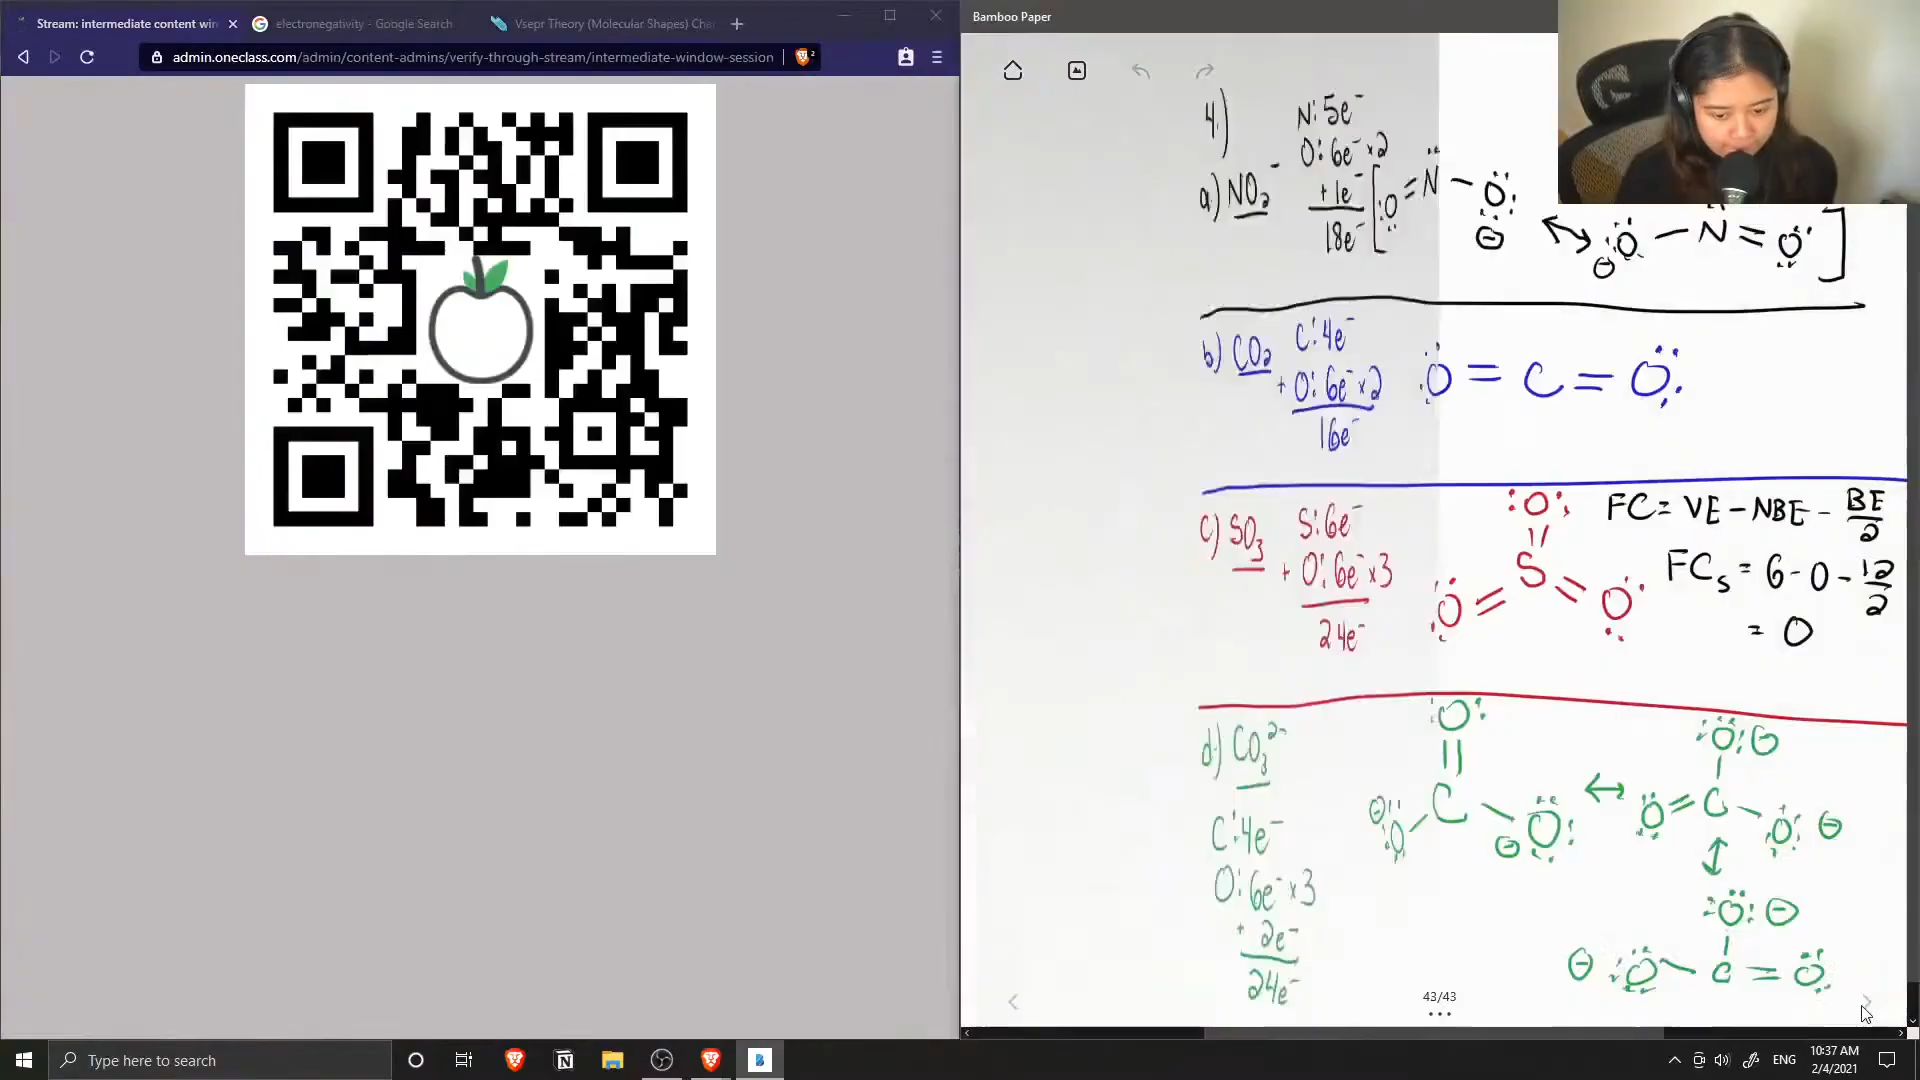 Stream: intermediate content win
electronegativity - Google Search
Vsepr Theory (Molecular Shapes) Cha
admin.oneclass.com/admin/content-admins/verify-through-stream/intermediate-window-session
2
Bamboo Paper
4.)
N: 5e⁻
O: 6e⁻ x2
+ 1e⁻
18e⁻
a) NO₂⁻
[O = N – O ⊖ ↔ ⊖ O – N = O]
b) CO₂
C: 4e⁻
+ O: 6e⁻ x2
16e⁻
O = C = O
c) SO₃
S: 6e⁻
+ O: 6e⁻ x3
24e⁻
O
S
O = = O
FC = VE – NBE – BE/2
FCs = 6 – 0 – 12/2
= 0
d) CO₃²⁻
C: 4e⁻
O: 6e⁻ x3
+ 2e⁻
24e⁻
O
C
⊖ O O ⊖
↔
O ⊖
O = C – O ⊖
↕
O ⊖
⊖ O – C = O
43/43
Type here to search
ENG
10:37 AM
2/4/2021